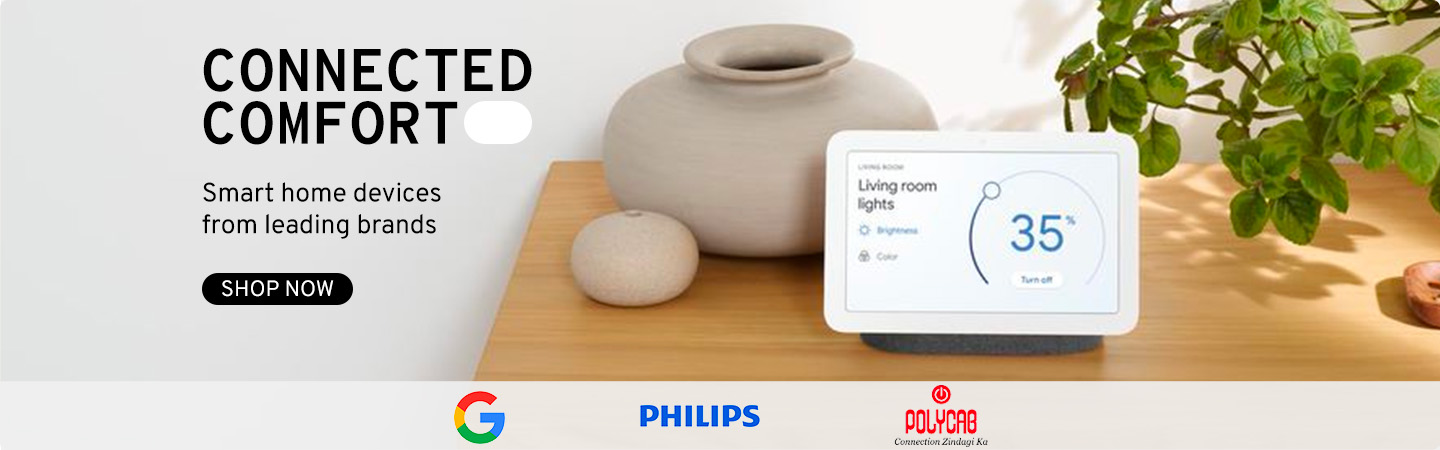 CONNECTED
COMFORT
Smart home devices
from leading brands
SHOP NOW
LIVING ROOM
Living room
lights
Brightness
Color
35%
Turn off
G
PHILIPS
POLYCAB
Connection Zindagi Ka